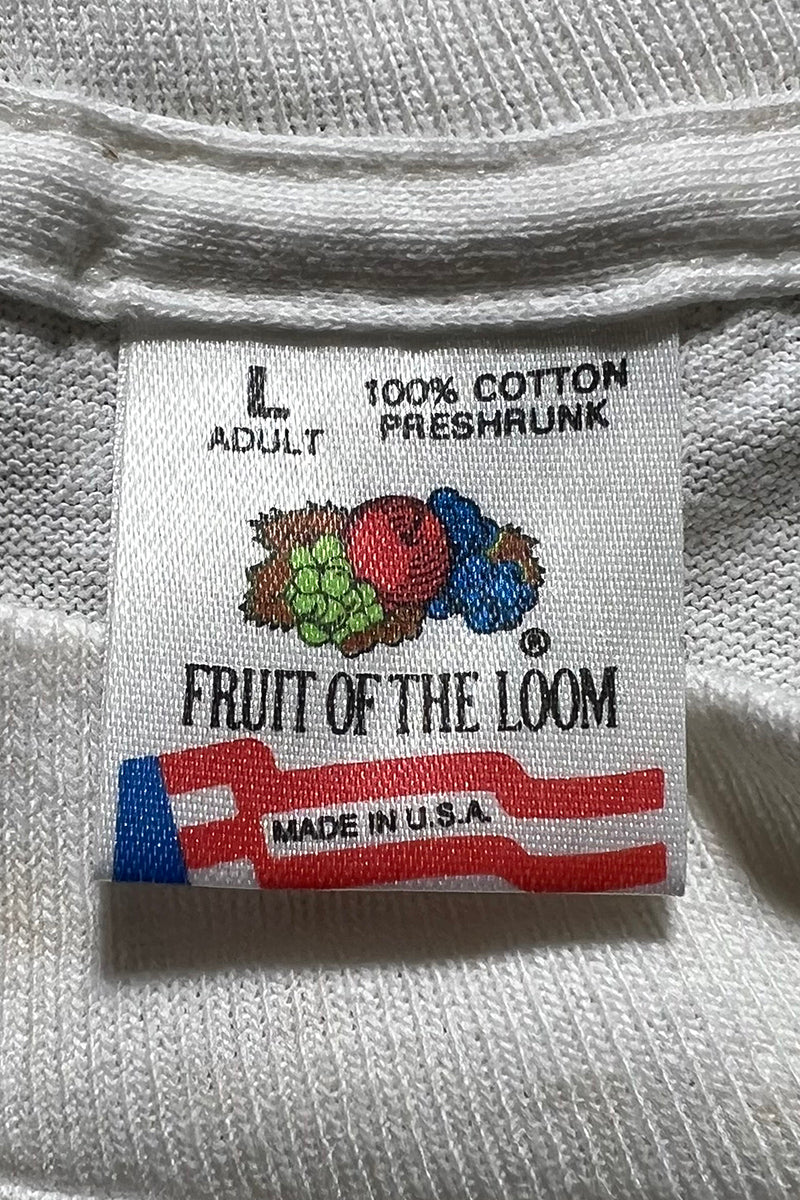 L
ADULT
100% COTTON
PRESHRUNK
®
FRUIT OF THE LOOM
MADE IN U.S.A.